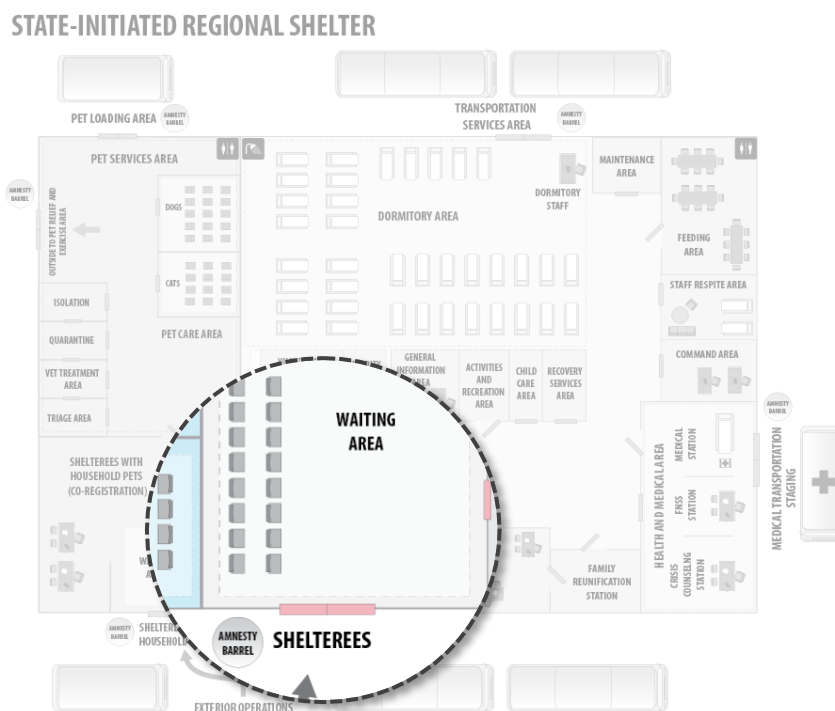 STATE-INITIATED REGIONAL SHELTER
PET LOADING AREA
AMNESTY
BARREL
TRANSPORTATION
SERVICES AREA
AMNESTY
BARREL
PET SERVICES AREA
AMNESTY
BARREL
OUTSIDE TO PET RELIEF AND
EXERCISE AREA
DOGS
CATS
PET CARE AREA
ISOLATION
QUARANTINE
VET TREATMENT
AREA
TRIAGE AREA
DORMITORY AREA
DORMITORY
STAFF
MAINTENANCE
AREA
FEEDING
AREA
STAFF RESPITE AREA
COMMAND AREA
GENERAL
INFORMATION
AREA
ACTIVITIES
AND
RECREATION
AREA
CHILD
CARE
AREA
RECOVERY
SERVICES
AREA
WAITING
AREA
SHELTEREES WITH
HOUSEHOLD PETS
(CO-REGISTRATION)
HEALTH AND MEDICAL AREA
MEDICAL
STATION
FNSS
STATION
CRISIS
COUNSELNG
STATION
AMNESTY
BARREL
MEDICAL TRANSPORTATION
STAGING
FAMILY
REUNIFICATION
STATION
AMNESTY
BARREL
HOUSEHOLD
AMNESTY
BARREL
SHELTEREES
EXTERIOR OPERATIONS